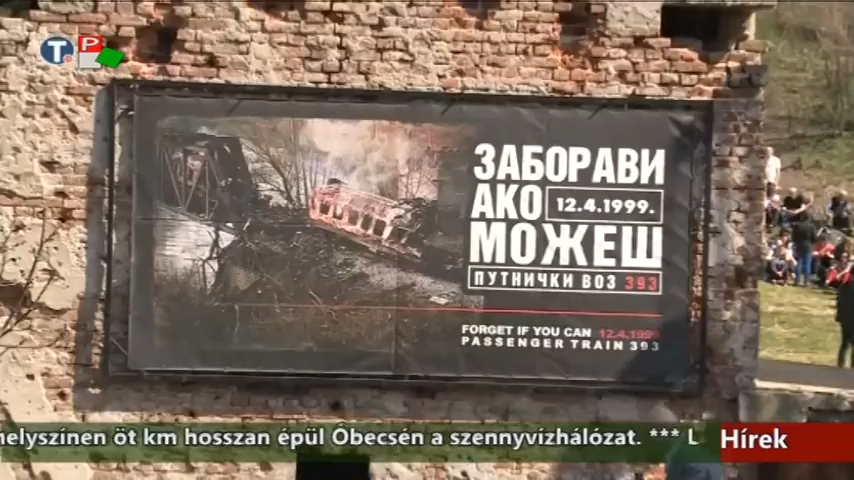 TP
ЗАБОРАВИ
АКО 12.4.1999.
МОЖЕШ
ПУТНИЧКИ ВОЗ 393
FORGET IF YOU CAN 12.4.1999
PASSENGER TRAIN 393
helyszínen öt km hosszan épül Óbecsén a szennyvízhálózat. *** L
Hírek